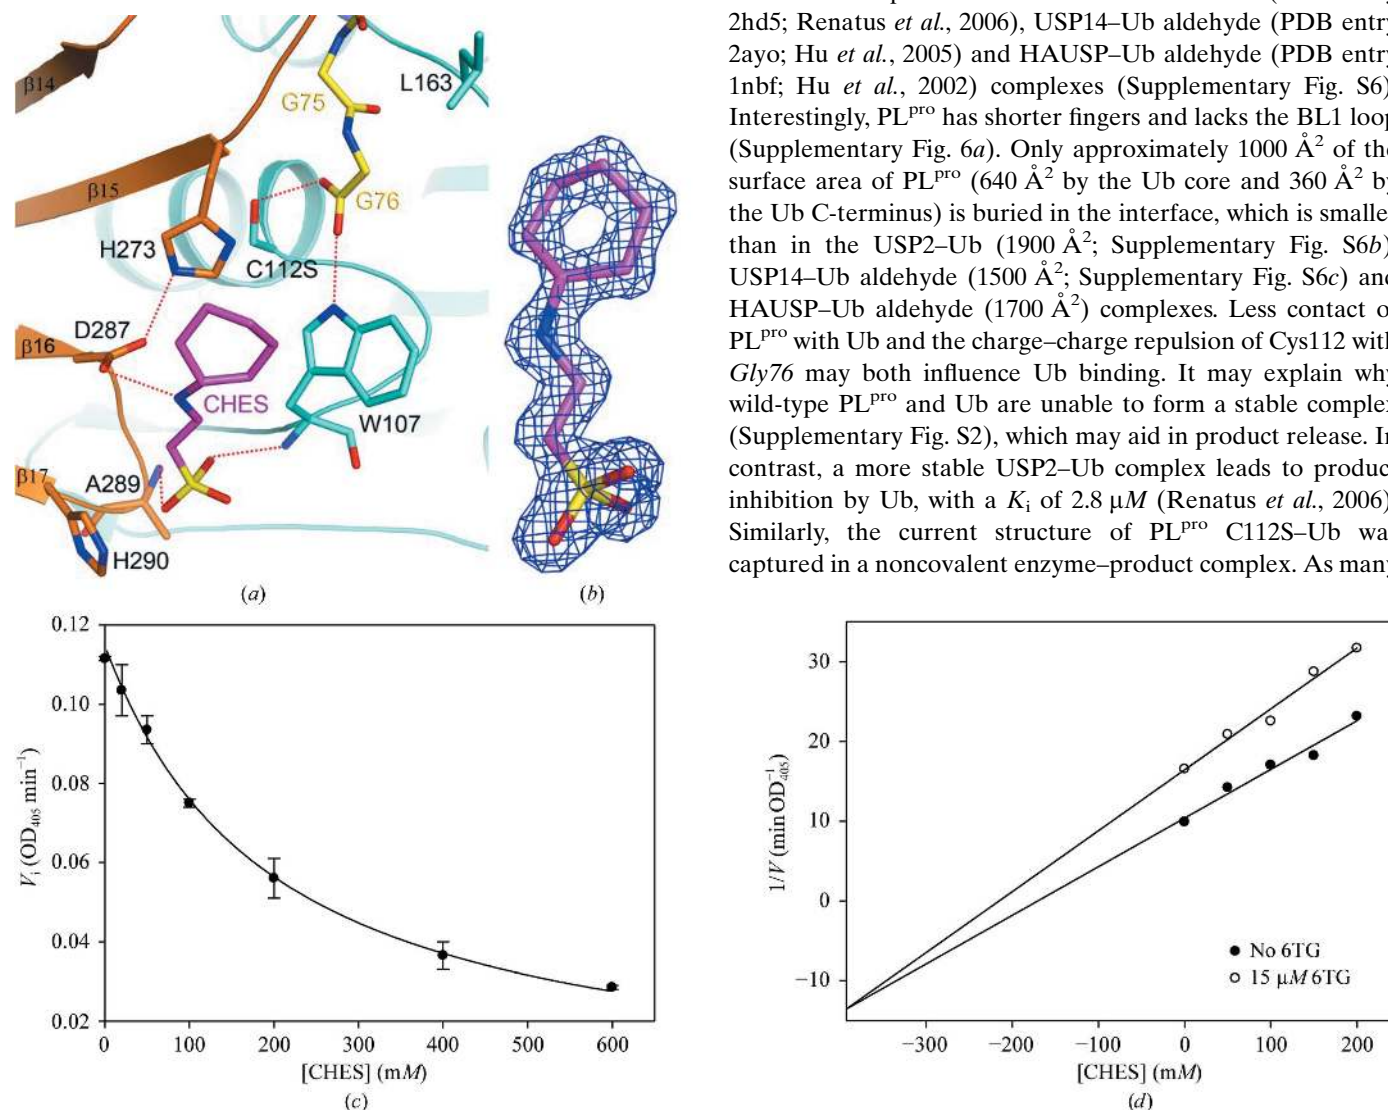 β14
β15
β16
β17
G75
L163
G76
H273
C112S
D287
CHES
W107
A289
H290
(a)
(b)
2hd5; Renatus et al., 2006), USP14–Ub aldehyde (PDB entry
2ayo; Hu et al., 2005) and HAUSP–Ub aldehyde (PDB entry
1nbf; Hu et al., 2002) complexes (Supplementary Fig. S6)
Interestingly, PLpro has shorter fingers and lacks the BL1 loop
(Supplementary Fig. 6a). Only approximately 1000 Å2 of the
surface area of PLpro (640 Å2 by the Ub core and 360 Å2 by
the Ub C-terminus) is buried in the interface, which is smalle
than in the USP2–Ub (1900 Å2; Supplementary Fig. S6b)
USP14–Ub aldehyde (1500 Å2; Supplementary Fig. S6c) and
HAUSP–Ub aldehyde (1700 Å2) complexes. Less contact o
PLpro with Ub and the charge–charge repulsion of Cys112 with
Gly76 may both influence Ub binding. It may explain why
wild-type PLpro and Ub are unable to form a stable complex
(Supplementary Fig. S2), which may aid in product release. In
contrast, a more stable USP2–Ub complex leads to produc
inhibition by Ub, with a Ki of 2.8 μM (Renatus et al., 2006)
Similarly, the current structure of PLpro C112S–Ub wa
captured in a noncovalent enzyme–product complex. As many
0.12
0.10
0.08
0.06
0.04
0.02
Vi (OD405 min−1)
0 100 200 300 400 500 600
[CHES] (mM)
(c)
30
20
10
0
−10
1/V (min OD−1405)
No 6TG
15 μM 6TG
−300 −200 −100 0 100 200
[CHES] (mM)
(d)